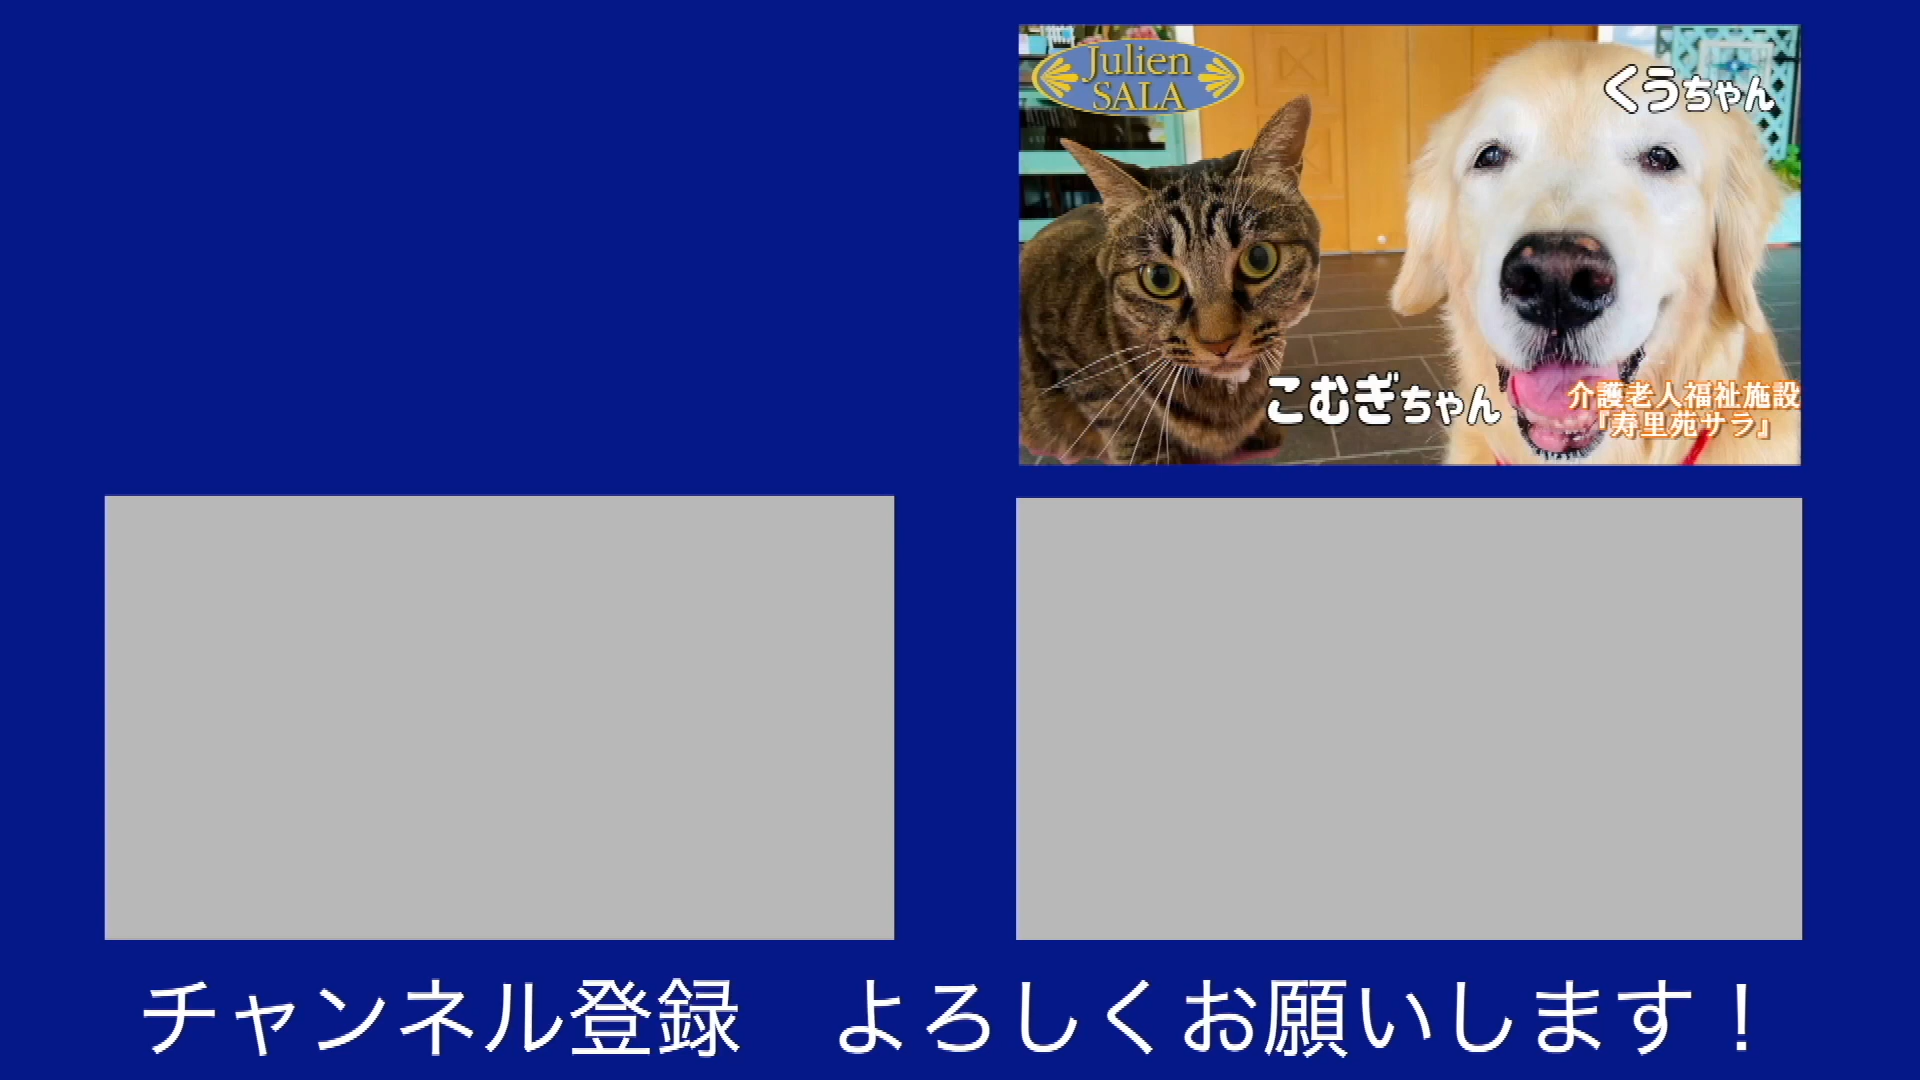 Julien
SALA
くうちゃん
こむぎちゃん
介護老人福祉施設
『寿里苑サラ』
チャンネル登録　よろしくお願いします！